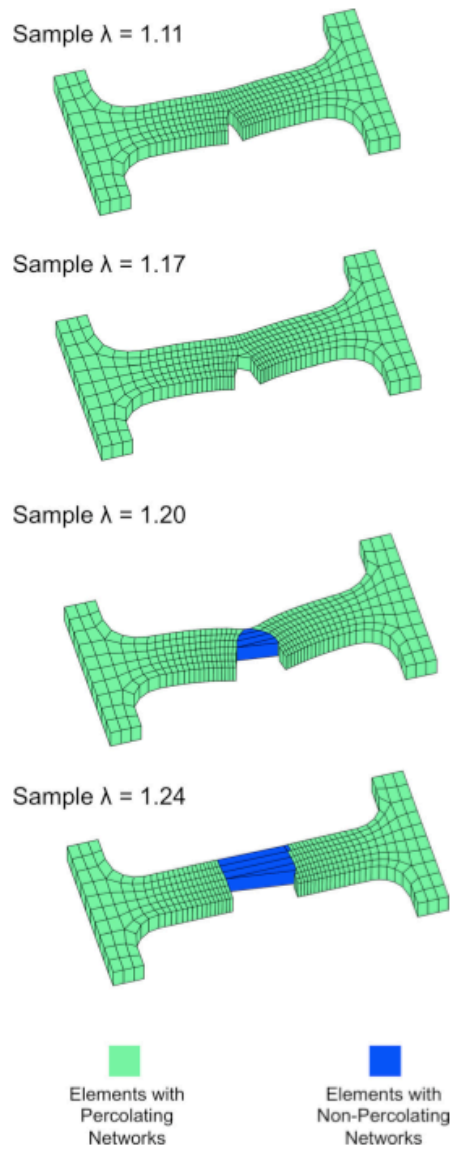 Sample λ = 1.11
Sample λ = 1.17
Sample λ = 1.20
Sample λ = 1.24
Elements with
Percolating
Networks
Elements with
Non-Percolating
Networks